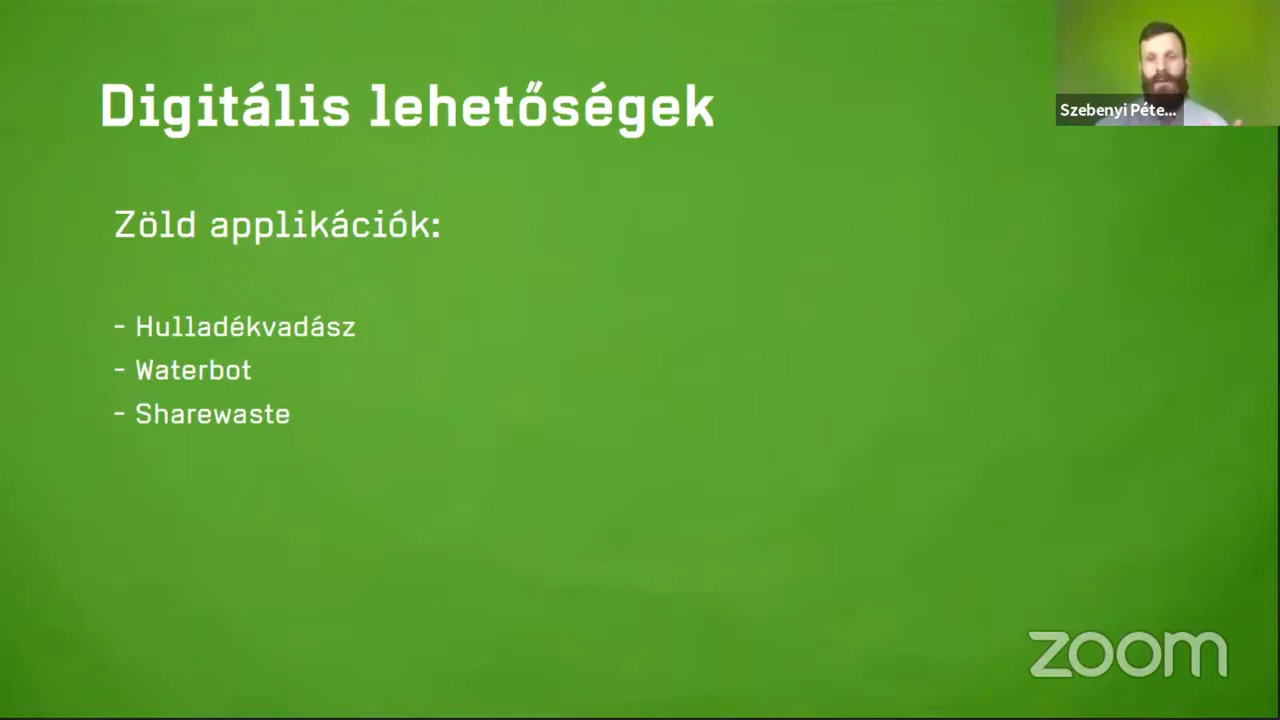 Digitális lehetőségek
Szebenyi Péte...
Zöld applikációk:
- Hulladékvadász
- Waterbot
- Sharewaste
zoom